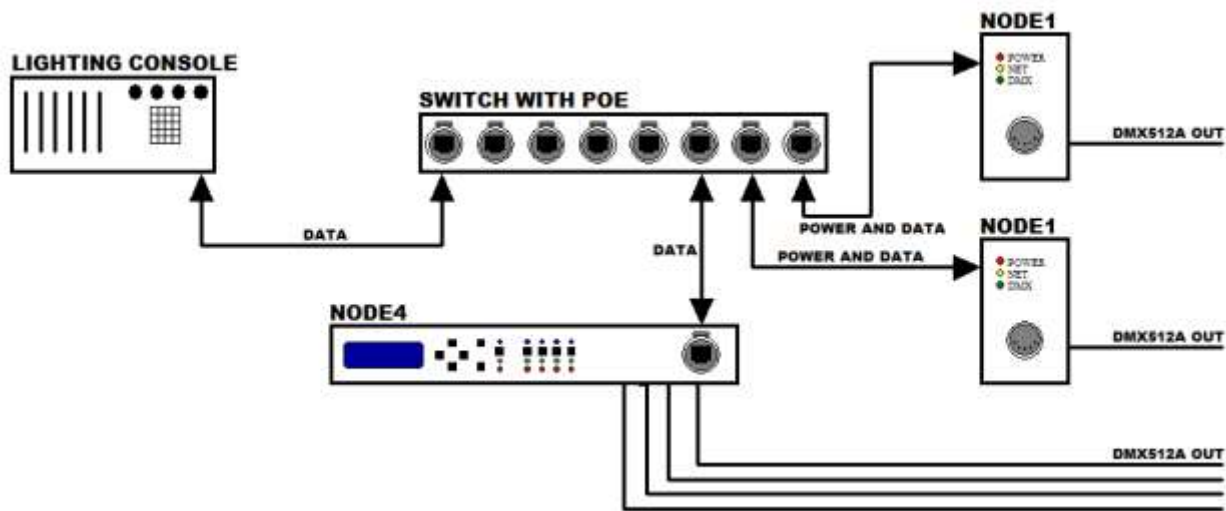 NODE1
LIGHTING CONSOLE
POWER
NET
DMX
SWITCH WITH POE
DMX512A OUT
DATA
POWER AND DATA
NODE1
DATA
POWER AND DATA
POWER
NET
DMX
NODE4
DMX512A OUT
DMX512A OUT